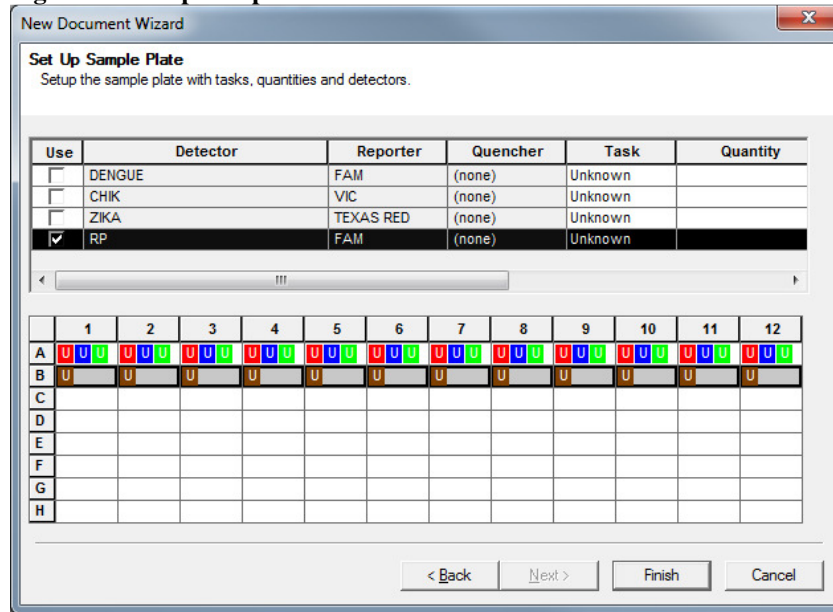 New Document Wizard
Set Up Sample Plate
Setup the sample plate with tasks, quantities and detectors.
Use Detector Reporter Quencher Task Quantity
DENGUE FAM (none) Unknown
CHIK VIC (none) Unknown
ZIKA TEXAS RED (none) Unknown
RP FAM (none) Unknown
1 2 3 4 5 6 7 8 9 10 11 12
A U U U U U U U U U U U U U U U U U U U U U U U U U U U U U U U U U U U U
B U U U U U U U U U U U U
C
D
E
F
G
H
< Back Next > Finish Cancel